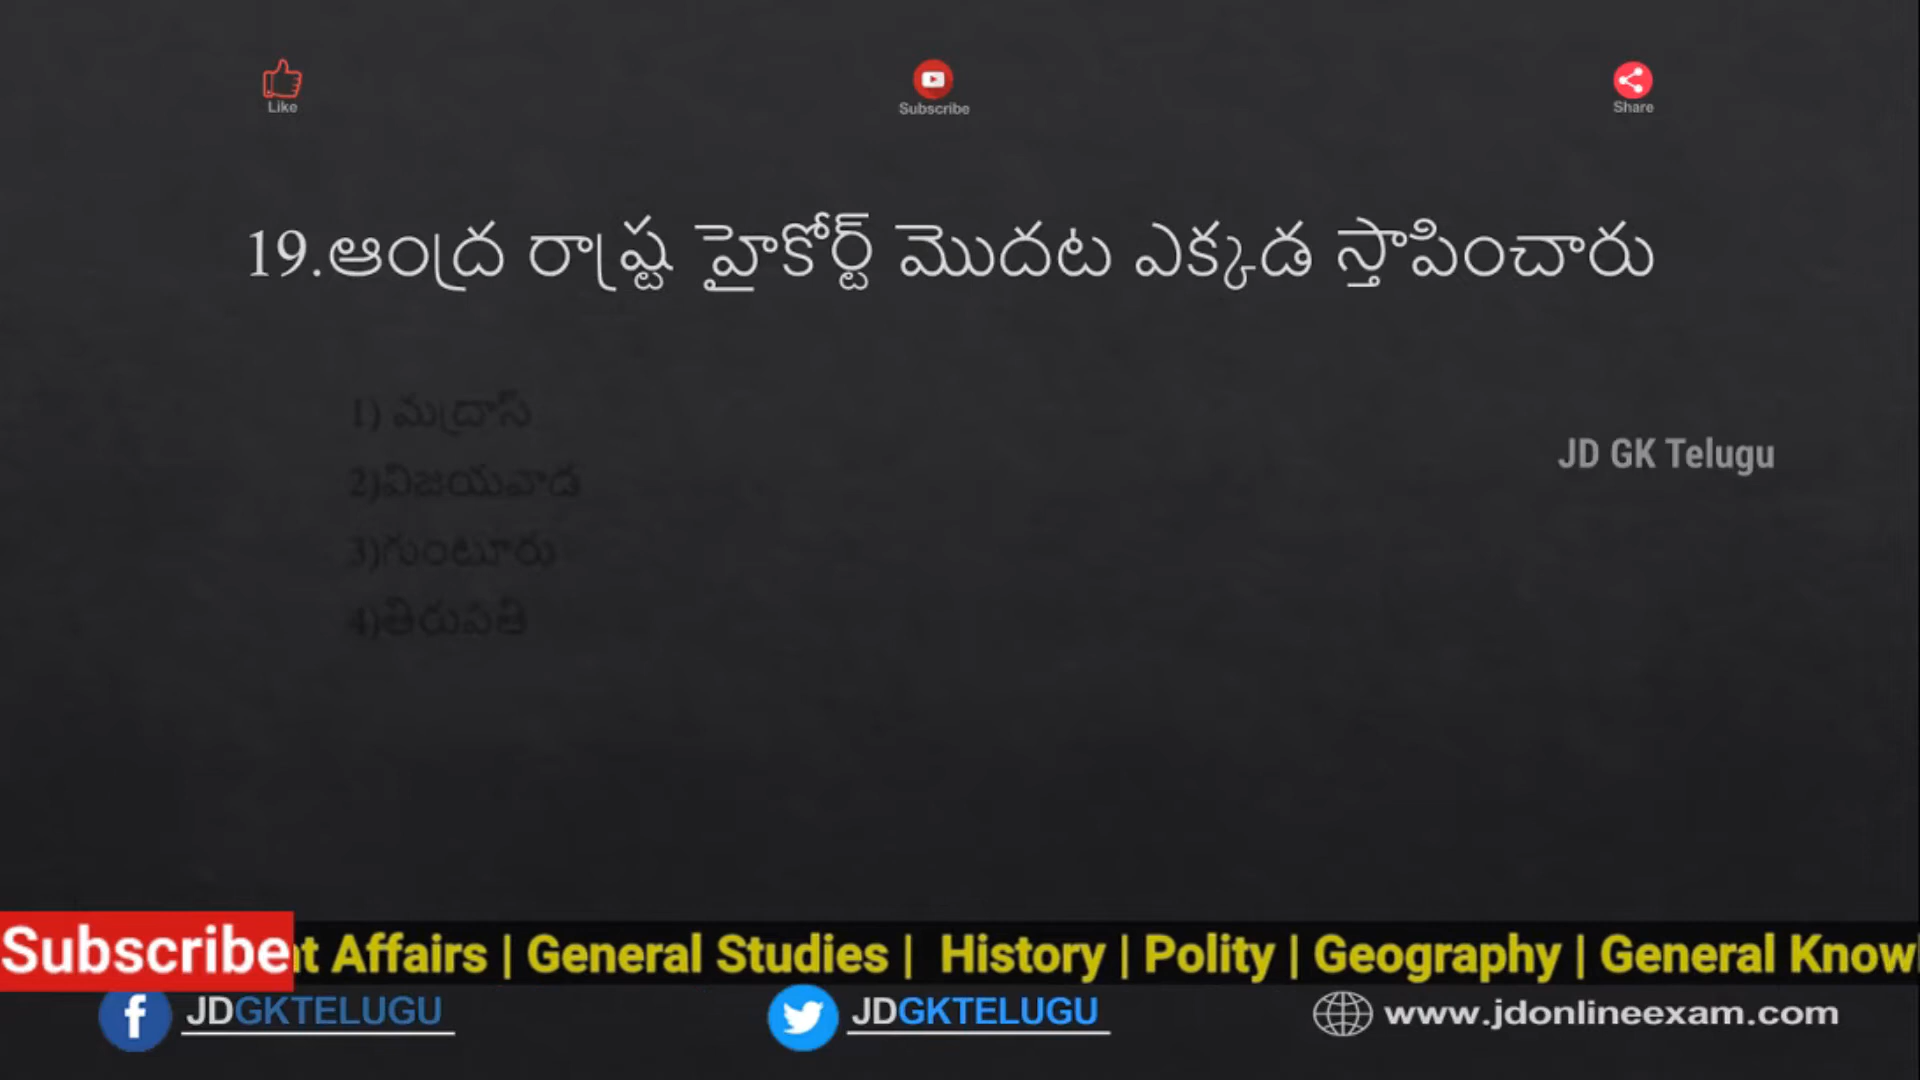 Like
Subscribe
Share
19.ఆంద్ర రాష్ట్ర హైకోర్ట్ మొదట ఎక్కడ స్తాపించారు
1) మద్రాస్
2)విజయవాడ
3)గుంటూరు
4)తిరుపతి
JD GK Telugu
Subscribe
Affairs | General Studies | History | Polity | Geography | General
JDGKTELUGU
JDGKTELUGU
www.jdonlineexam.com